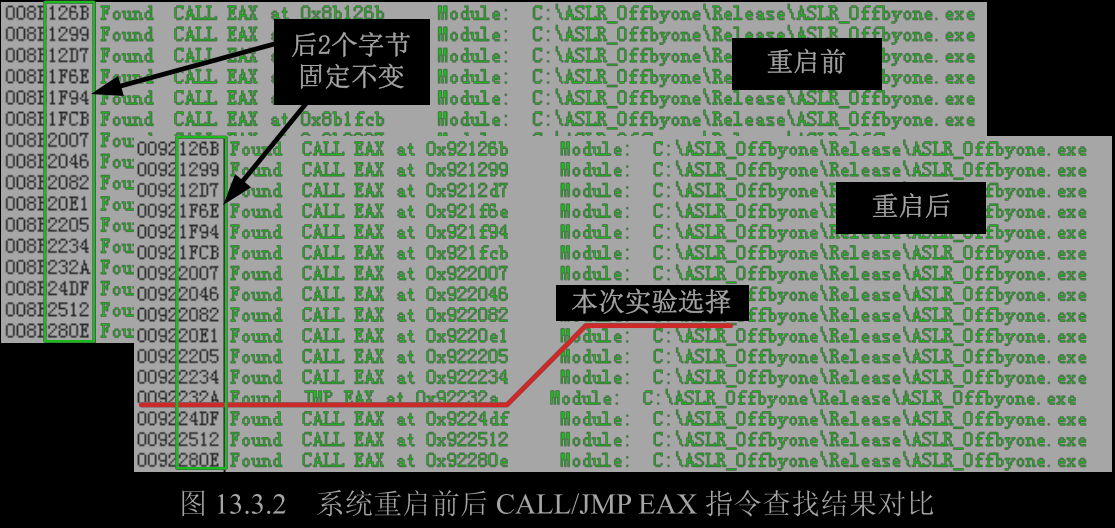 008B126B Found CALL EAX at 0x8b126b Module: C:\ASLR_Offbyone\Release\ASLR_Offbyone.exe
008B1299 Found CALL EAX Module: C:\ASLR_Offbyone\Release\ASLR_Offbyone.exe
008B12D7 Found CALL EAX Module: C:\ASLR_Offbyone\Release\ASLR_Offbyone.exe
008B1F6E Found CALL EAX Module: C:\ASLR_Offbyone\Release\ASLR_Offbyone.exe
008B1F94 Found CALL EAX Module: C:\ASLR_Offbyone\Release\ASLR_Offbyone.exe
008B1FCB Found CALL EAX at 0x8b1fcb Module: C:\ASLR_Offbyone\Release\ASLR_Offbyone.exe
008B2007 Fou
008B2046 Fou
008B2082 Fou
008B20E1 Fou
008B2205 Fou
008B2234 Fou
008B232A Fou
008B24DF Fou
008B2512 Fou
008B280E Fou
后2个字节
固定不变
重启前
0092126B Found CALL EAX at 0x92126b Module: C:\ASLR_Offbyone\Release\ASLR_Offbyone.exe
00921299 Found CALL EAX at 0x921299 Module: C:\ASLR_Offbyone\Release\ASLR_Offbyone.exe
009212D7 Found CALL EAX at 0x9212d7 Module: C:\ASLR_Offbyone\Release\ASLR_Offbyone.exe
00921F6E Found CALL EAX at 0x921f6e Module: C:\ASLR_Offbyone\Release\ASLR_Offbyone.exe
00921F94 Found CALL EAX at 0x921f94 Module: C:\ASLR_Offbyone\Release\ASLR_Offbyone.exe
00921FCB Found CALL EAX at 0x921fcb Module: C:\ASLR_Offbyone\Release\ASLR_Offbyone.exe
00922007 Found CALL EAX at 0x922007 Module: C:\ASLR_Offbyone\Release\ASLR_Offbyone.exe
00922046 Found CALL EAX at 0x922046 Module: C:\ASLR_Offbyone\Release\ASLR_Offbyone.exe
00922082 Found CALL EAX at 0x922082 Module: C:\ASLR_Offbyone\Release\ASLR_Offbyone.exe
009220E1 Found CALL EAX at 0x9220e1 Module: C:\ASLR_Offbyone\Release\ASLR_Offbyone.exe
00922205 Found CALL EAX at 0x922205 Module: C:\ASLR_Offbyone\Release\ASLR_Offbyone.exe
00922234 Found CALL EAX at 0x922234 Module: C:\ASLR_Offbyone\Release\ASLR_Offbyone.exe
0092232A Found JMP EAX at 0x92232a Module: C:\ASLR_Offbyone\Release\ASLR_Offbyone.exe
009224DF Found CALL EAX at 0x9224df Module: C:\ASLR_Offbyone\Release\ASLR_Offbyone.exe
00922512 Found CALL EAX at 0x922512 Module: C:\ASLR_Offbyone\Release\ASLR_Offbyone.exe
0092280E Found CALL EAX at 0x92280e Module: C:\ASLR_Offbyone\Release\ASLR_Offbyone.exe
重启后
本次实验选择
图 13.3.2 系统重启前后 CALL/JMP EAX 指令查找结果对比